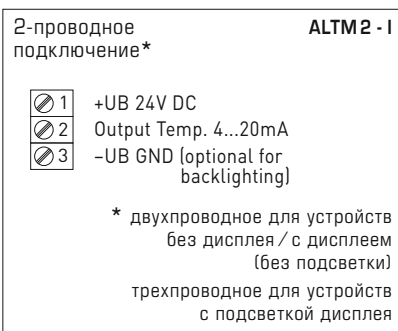 2-проводное ALTM 2 - I
подключение*
1 +UB 24V DC
2 Output Temp. 4...20mA
3 –UB GND (optional for
backlighting)
* двухпроводное для устройств
без дисплея / с дисплеем
(без подсветки)
трехпроводное для устройств
с подсветкой дисплея